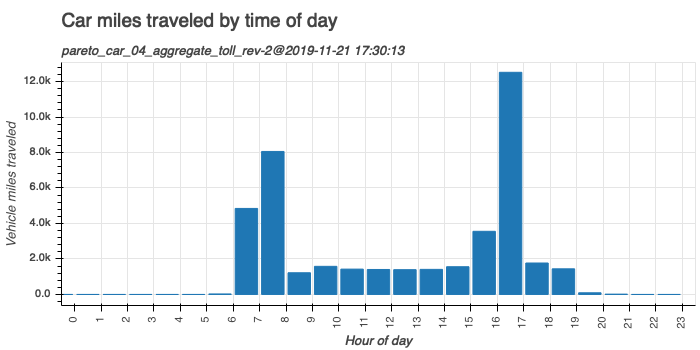 Car miles traveled by time of day
pareto_car_04_aggregate_toll_rev-2@2019-11-21 17:30:13
Vehicle miles traveled
12.0k
10.0k
8.0k
6.0k
4.0k
2.0k
0.0
0 1 2 3 4 5 6 7 8 9 10 11 12 13 14 15 16 17 18 19 20 21 22 23
Hour of day